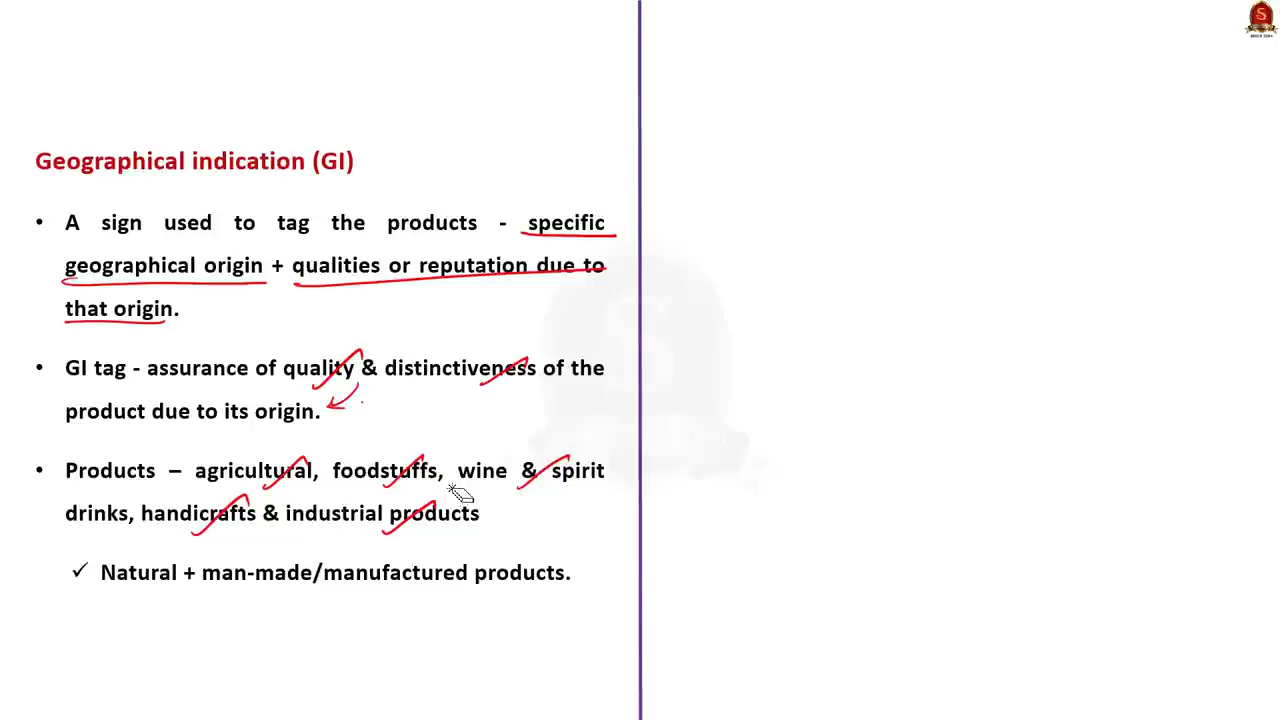 Geographical indication (GI)
• A sign used to tag the products - specific
geographical origin + qualities or reputation due to
that origin.
• GI tag - assurance of quality & distinctiveness of the
product due to its origin.
• Products – agricultural, foodstuffs, wine & spirit
drinks, handicrafts & industrial products
✓ Natural + man-made/manufactured products.
S
SINCE 2004